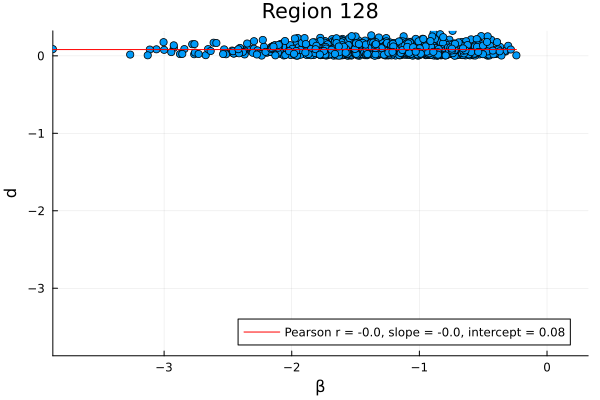 Region 128
0
−1
−2
−3
d
Pearson r = -0.0, slope = -0.0, intercept = 0.08
−3
−2
−1
0
β